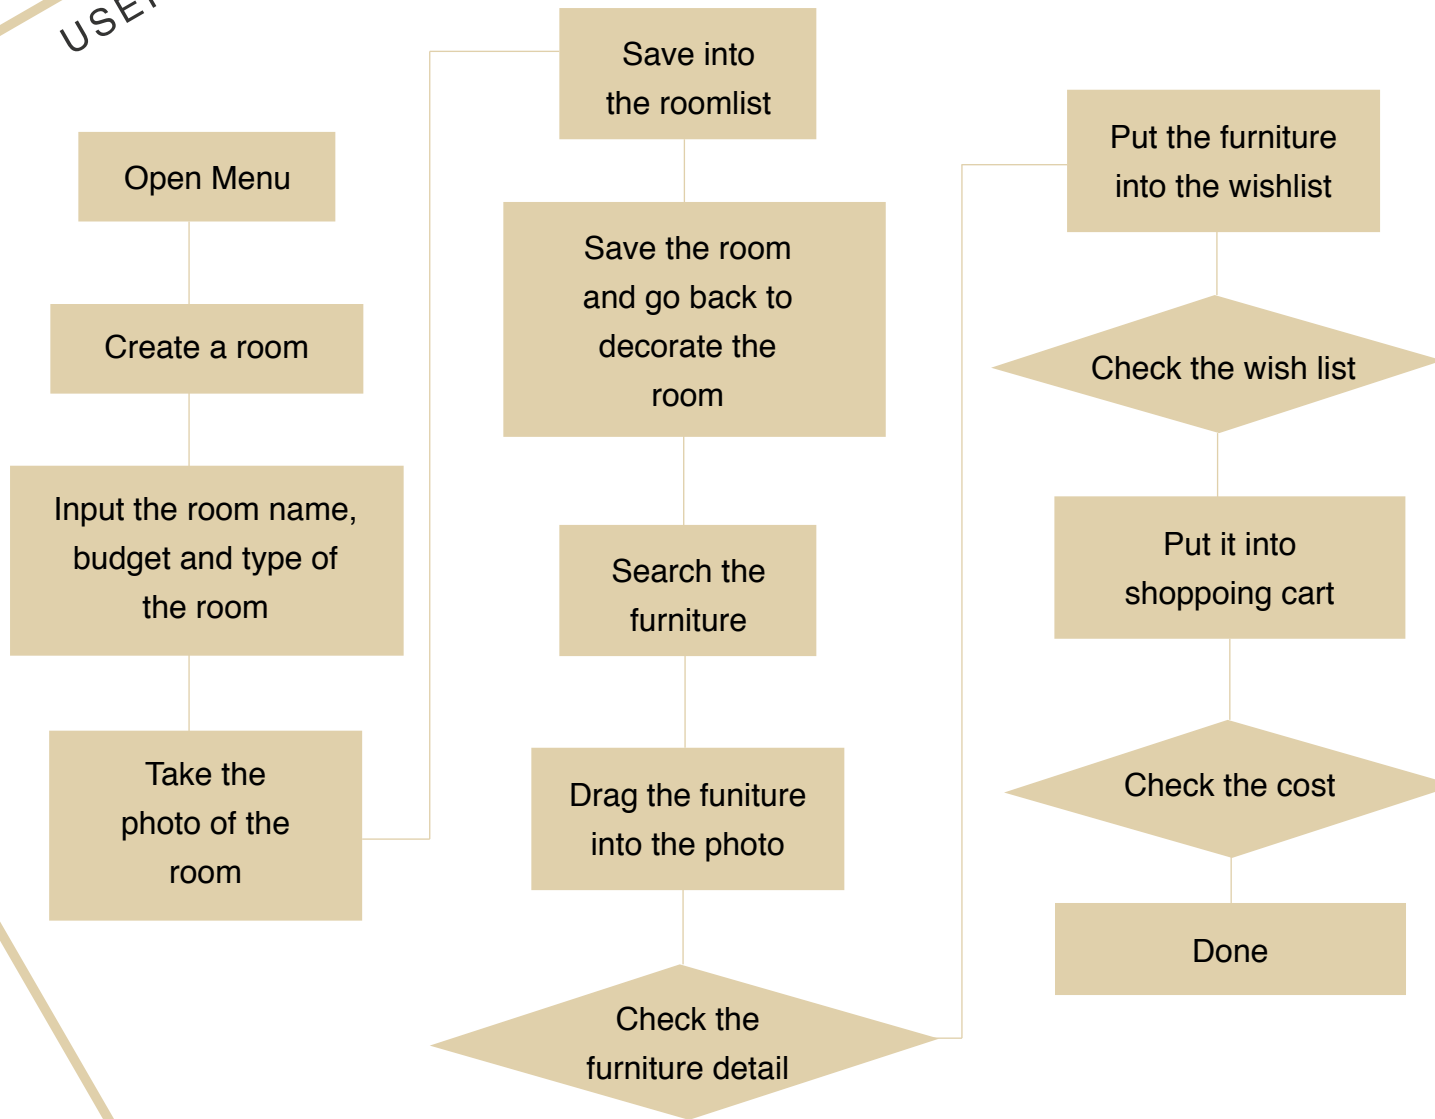 Open Menu
Create a room
Input the room name,
budget and type of
the room
Take the
photo of the
room
Save into
the roomlist
Save the room
and go back to
decorate the
room
Search the
furniture
Drag the funiture
into the photo
Check the
furniture detail
Put the furniture
into the wishlist
Check the wish list
Put it into
shoppoing cart
Check the cost
Done